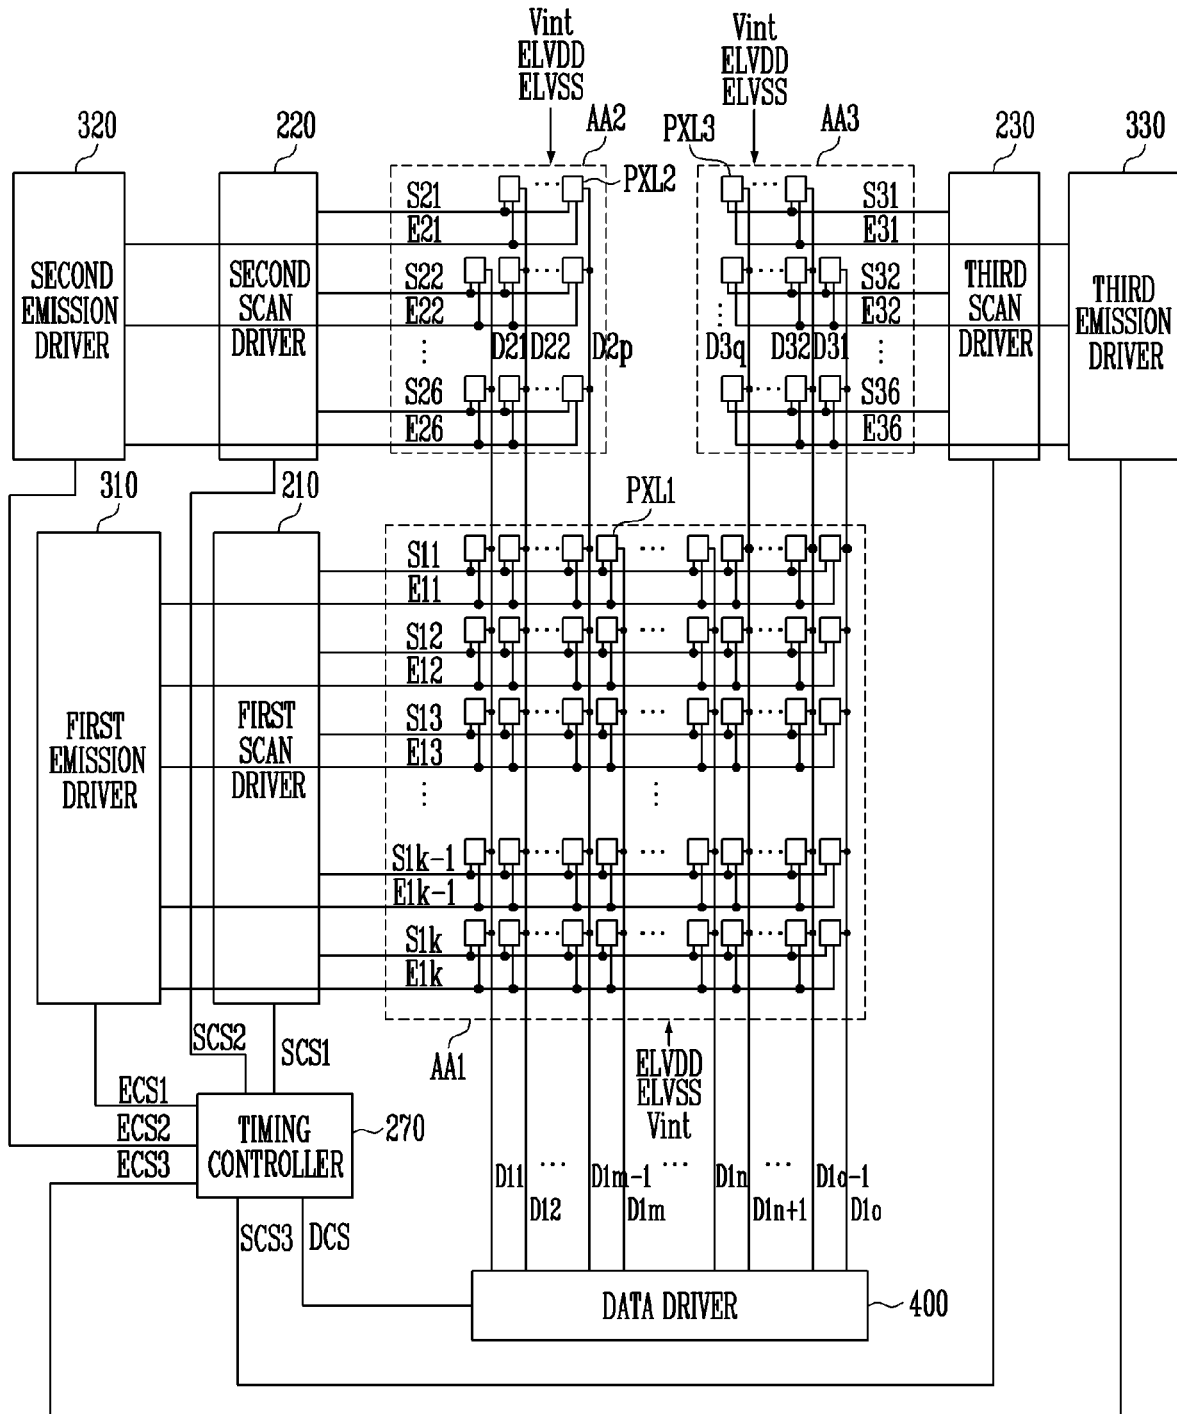 Vint
ELVDD
ELVSS
Vint
ELVDD
ELVSS
320
220
AA2
PXL2
PXL3
AA3
230
330
SECOND
EMISSION
DRIVER
SECOND
SCAN
DRIVER
S21
E21
S22
E22
⋮
S26
E26
D21
D22
D2p
D3q
D32
D31
S31
E31
S32
E32
⋮
S36
E36
THIRD
SCAN
DRIVER
THIRD
EMISSION
DRIVER
310
210
PXL1
FIRST
EMISSION
DRIVER
FIRST
SCAN
DRIVER
S11
E11
S12
E12
S13
E13
⋮
S1k-1
E1k-1
S1k
E1k
AA1
ELVDD
ELVSS
Vint
SCS2
SCS1
ECS1
ECS2
ECS3
TIMING
CONTROLLER
270
SCS3
DCS
D11
D12
D1m-1
D1m
D1n
D1n+1
D1o-1
D1o
DATA DRIVER
400